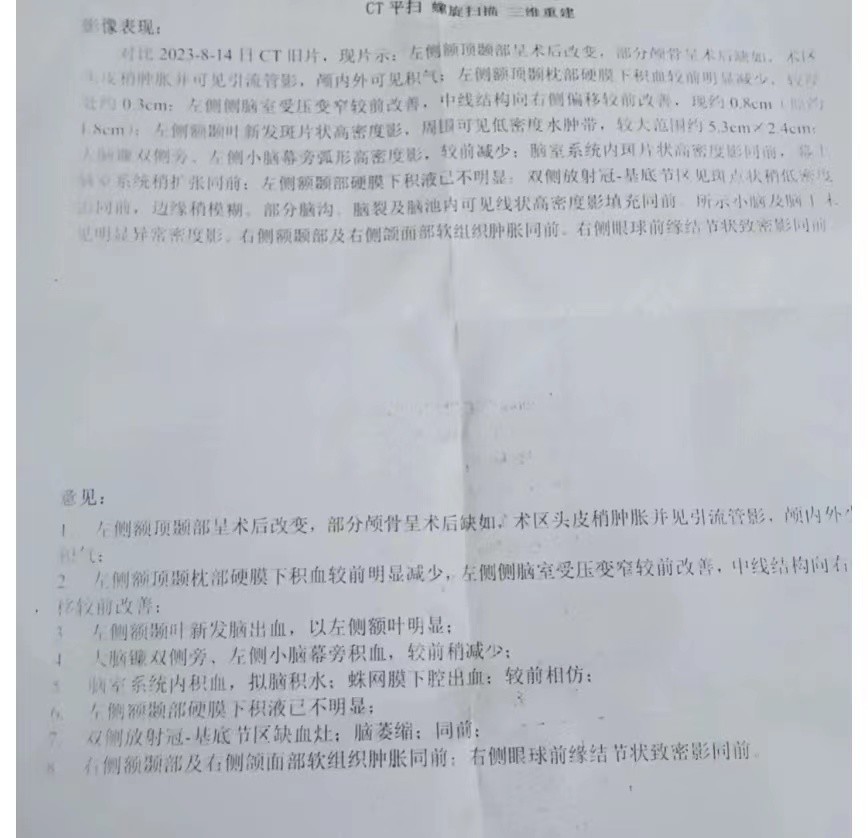 CT 平扫 螺旋扫描 三维重建
影像表现:
对比 2023-8-14 日 CT 旧片，现片示：左侧额顶颞部呈术后改变，部分颅骨呈术后缺如，术区
头皮稍肿胀并可见引流管影，颅内外可见积气；左侧额顶颞枕部硬膜下积血较前明显减少，较厚
处约 0.3cm；左侧侧脑室受压变窄较前改善，中线结构向右侧偏移较前改善，现约 0.8cm（原约
1.8cm）；左侧额颞叶新发斑片状高密度影，周围可见低密度水肿带，较大范围约 5.3cm×2.4cm；
大脑镰双侧旁、左侧小脑幕旁弧形高密度影，较前减少；脑室系统内斑片状高密度影同前，幕上
脑室系统稍扩张同前；左侧额颞部硬膜下积液已不明显；双侧放射冠-基底节区见斑点状稍低密度
影同前，边缘稍模糊。部分脑沟、脑裂及脑池内可见线状高密度影填充同前。所示小脑及脑干未
见明显异常密度影。右侧额颞部及右侧颌面部软组织肿胀同前。右侧眼球前缘结节状致密影同前
意见:
1. 左侧额顶颞部呈术后改变，部分颅骨呈术后缺如，术区头皮稍肿胀并见引流管影，颅内外
积气；
2. 左侧额顶颞枕部硬膜下积血较前明显减少，左侧侧脑室受压变窄较前改善，中线结构向右
移较前改善；
3. 左侧额颞叶新发脑出血，以左侧额叶明显；
4. 大脑镰双侧旁、左侧小脑幕旁积血，较前稍减少；
5. 脑室系统内积血，拟脑积水；蛛网膜下腔出血；较前相仿；
6. 左侧额颞部硬膜下积液已不明显；
7. 双侧放射冠-基底节区缺血灶；脑萎缩；同前；
8. 右侧额颞部及右侧颌面部软组织肿胀同前；右侧眼球前缘结节状致密影同前。